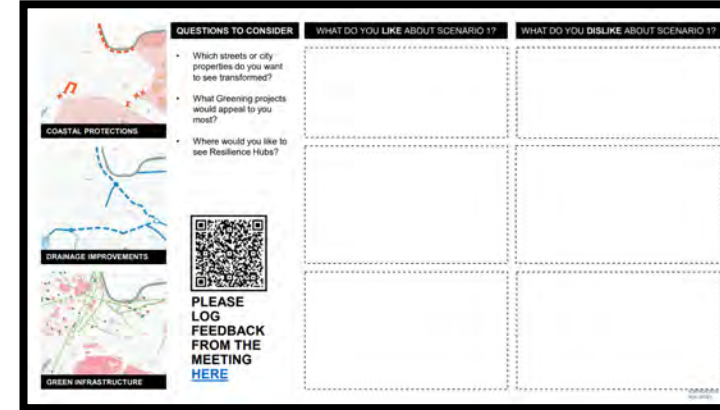 QUESTIONS TO CONSIDER
• Which streets or city
properties do you want
to see transformed?
• What Greening projects
would appeal to you
most?
• Where would you like to
see Resilience Hubs?
COASTAL PROTECTIONS
DRAINAGE IMPROVEMENTS
GREEN INFRASTRUCTURE
PLEASE
LOG
FEEDBACK
FROM THE
MEETING
HERE
WHAT DO YOU LIKE ABOUT SCENARIO 1?
WHAT DO YOU DISLIKE ABOUT SCENARIO 1?